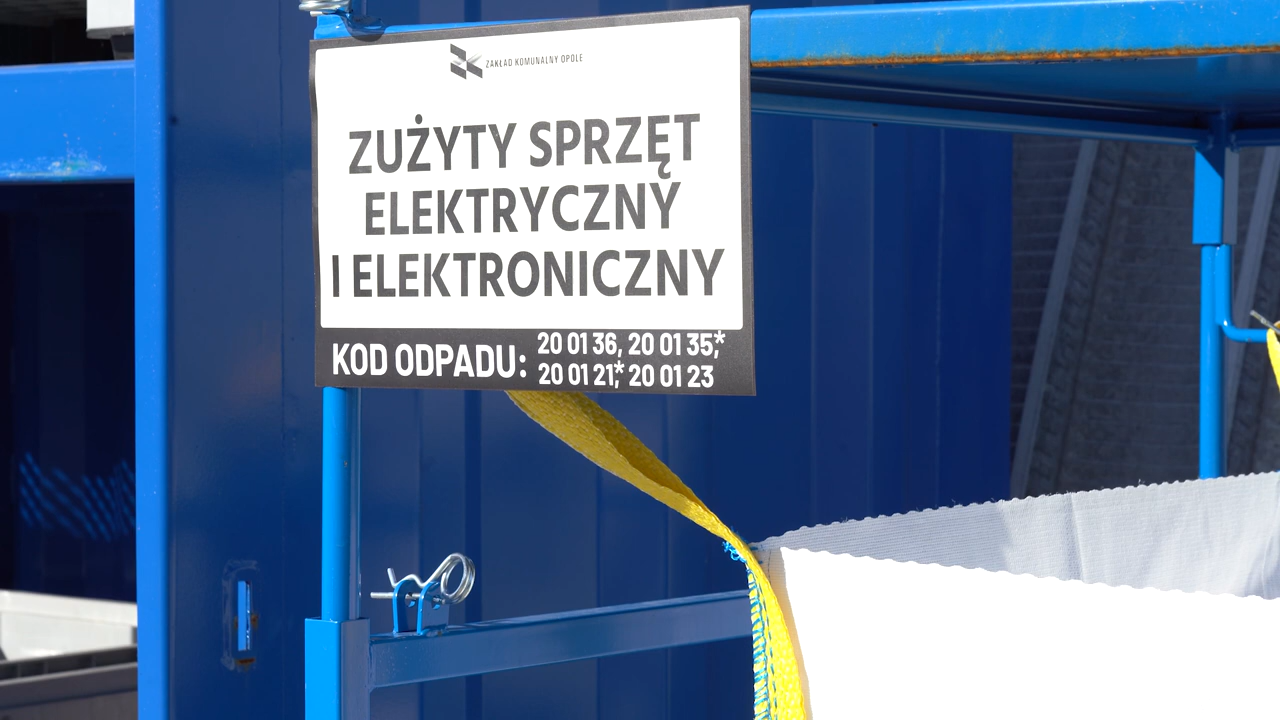 ZAKŁAD KOMUNALNY OPOLE
ZUŻYTY SPRZĘT
ELEKTRYCZNY
I ELEKTRONICZNY
KOD ODPADU: 20 01 36, 20 01 35,*
20 01 21,* 20 01 23